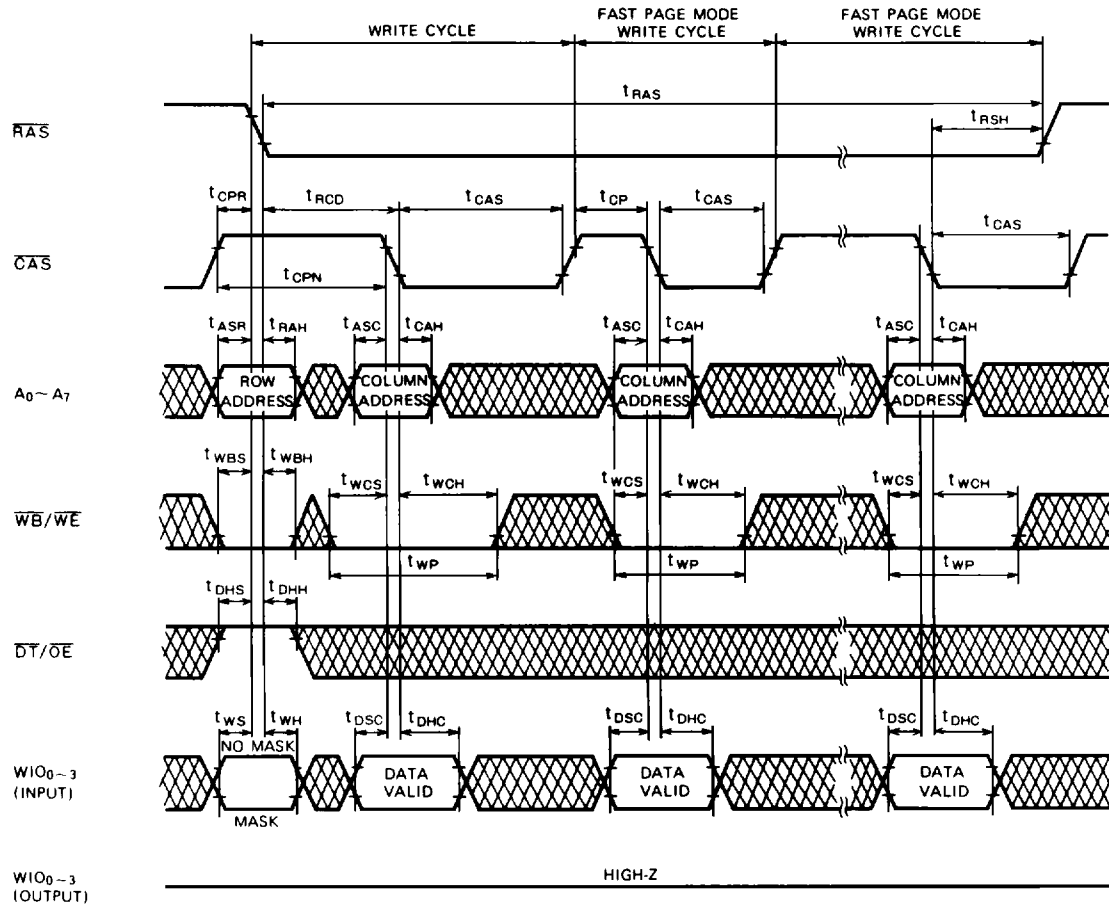 WRITE CYCLE
FAST PAGE MODE
WRITE CYCLE
FAST PAGE MODE
WRITE CYCLE
RAS
tRAS
tRSH
CAS
tCPR
tRCD
tCAS
tCP
tCAS
tCAS
tCPN
A0~A7
tASR
tRAH
tASC
tCAH
tASC
tCAH
tASC
tCAH
ROW
ADDRESS
COLUMN
ADDRESS
COLUMN
ADDRESS
COLUMN
ADDRESS
WB/WE
tWBS
tWBH
tWCS
tWCH
tWCS
tWCH
tWCS
tWCH
tWP
tWP
tWP
DT/OE
tDHS
tDHH
WIO0~3
(INPUT)
tWS
tWH
tDSC
tDHC
tDSC
tDHC
tDSC
tDHC
NO MASK
MASK
DATA
VALID
DATA
VALID
DATA
VALID
WIO0~3
(OUTPUT)
HIGH-Z